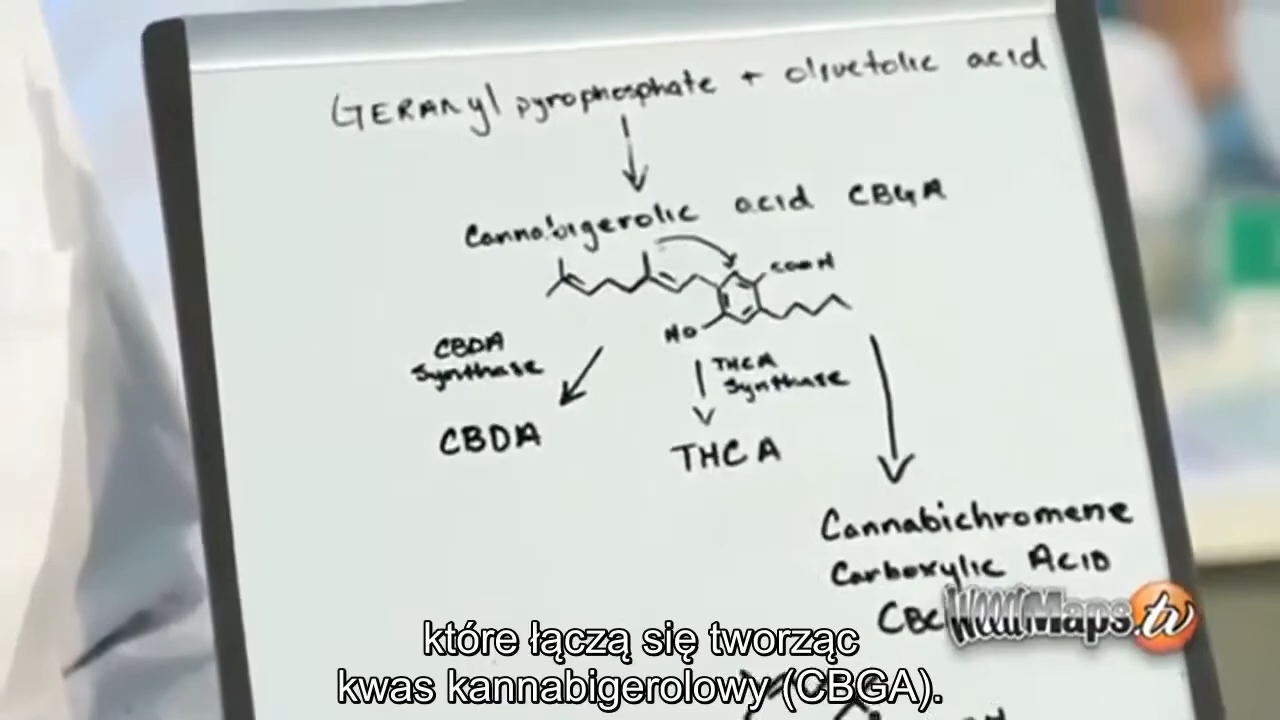 GERANyl pyrophosphate + olivetolic acid
Cannabigerolic acid CBGA
COOH
HO
CBDA
Synthase
THCA
Synthase
CBDA
THCA
Cannabichromene
Carboxylic ACID
CBC
WeedMaps.tv
które łączą się tworząc
kwas kannabigerolowy (CBGA).